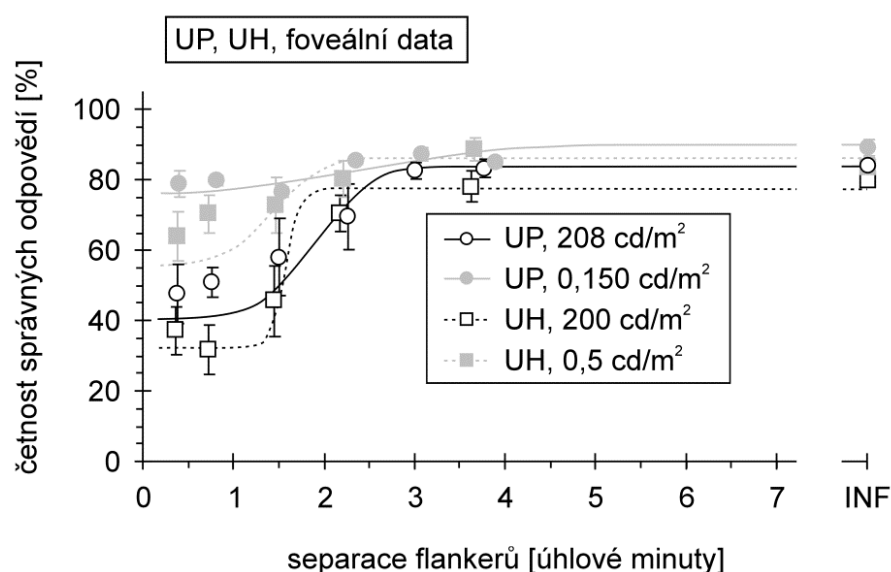 UP, UH, foveální data
četnost správných odpovědí [%]
100
80
60
40
20
0
UP, 208 cd/m²
UP, 0,150 cd/m²
UH, 200 cd/m²
UH, 0,5 cd/m²
0 1 2 3 4 5 6 7 INF
separace flankerů [úhlové minuty]